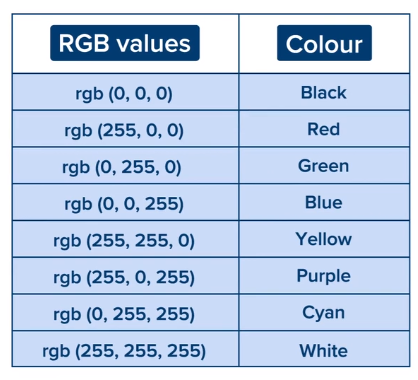 RGB values Colour
rgb (0, 0, 0) Black
rgb (255, 0, 0) Red
rgb (0, 255, 0) Green
rgb (0, 0, 255) Blue
rgb (255, 255, 0) Yellow
rgb (255, 0, 255) Purple
rgb (0, 255, 255) Cyan
rgb (255, 255, 255) White